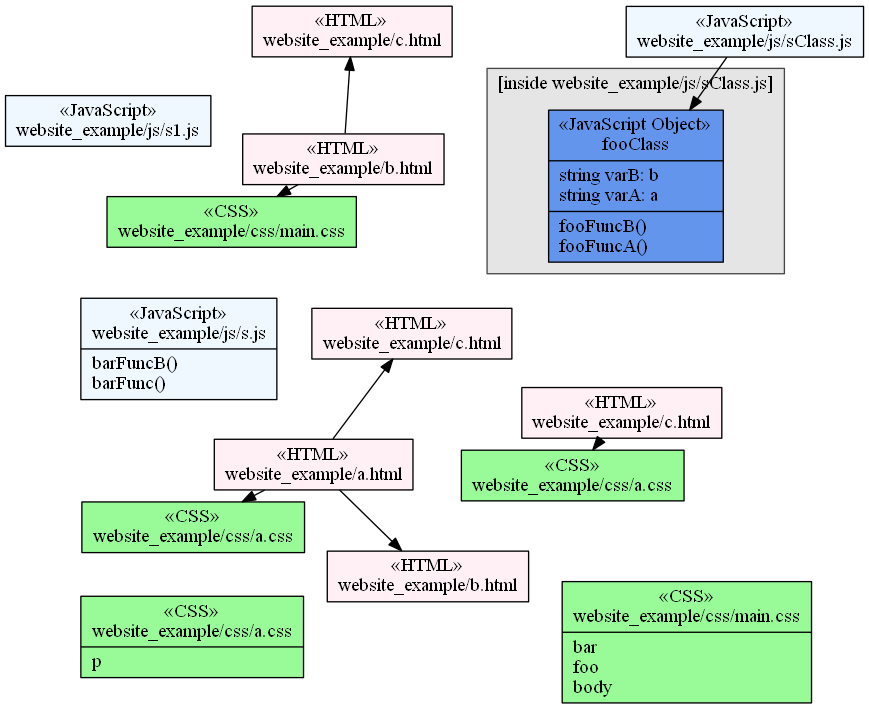 «HTML»
website_example/c.html
«JavaScript»
website_example/js/sClass.js
[inside website_example/js/sClass.js]
«JavaScript»
website_example/js/s1.js
«JavaScript Object»
fooClass
string varB: b
string varA: a
fooFuncB()
fooFuncA()
«HTML»
website_example/b.html
«CSS»
website_example/css/main.css
«JavaScript»
website_example/js/s.js
barFuncB()
barFunc()
«HTML»
website_example/c.html
«HTML»
website_example/c.html
«HTML»
website_example/a.html
«CSS»
website_example/css/a.css
«CSS»
website_example/css/a.css
«HTML»
website_example/b.html
«CSS»
website_example/css/a.css
p
«CSS»
website_example/css/main.css
bar
foo
body